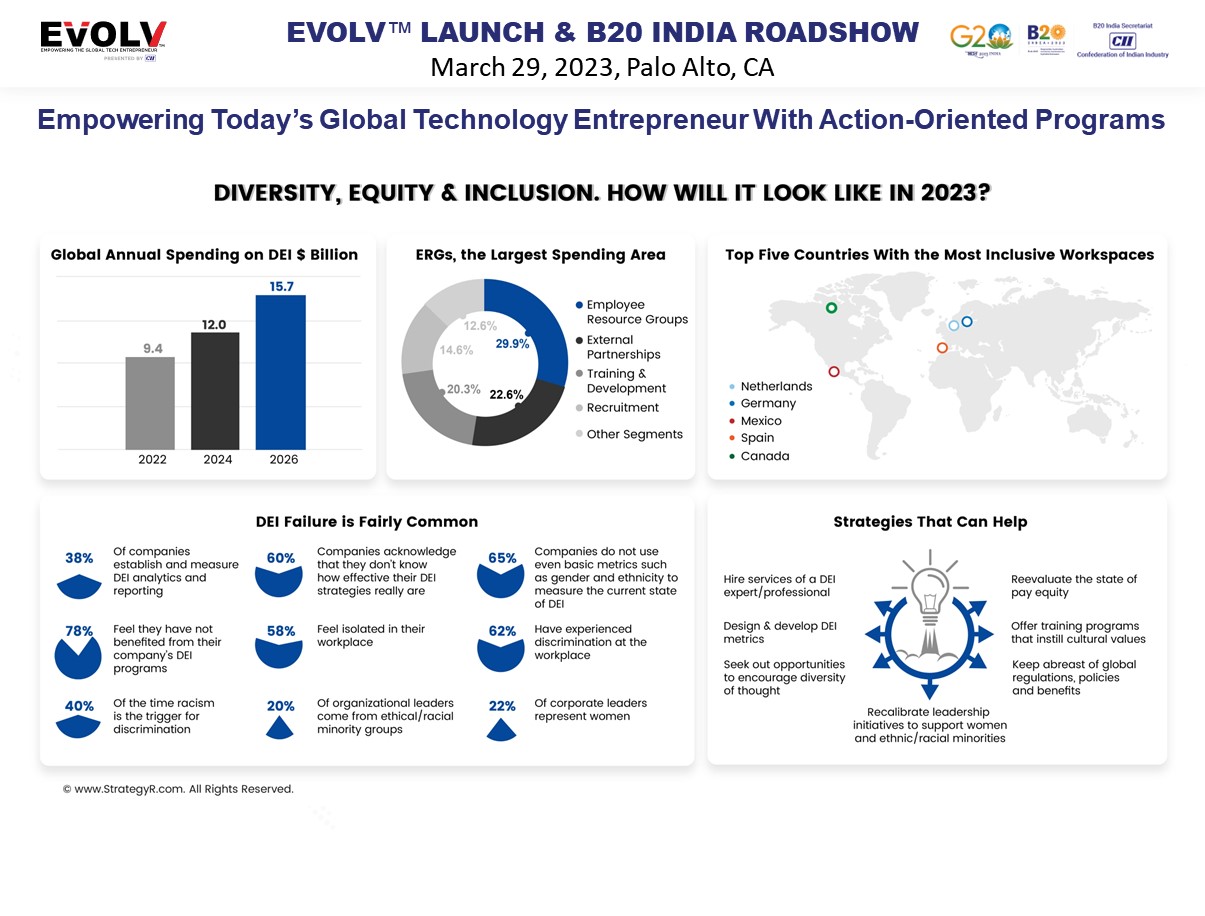 EVOLV™
EMPOWERING THE GLOBAL TECH ENTREPRENEUR
PRESENTED BY CII
EVOLV™ LAUNCH & B20 INDIA ROADSHOW
March 29, 2023, Palo Alto, CA
G20
B20
B20 India Secretariat
CII
Confederation of Indian Industry
Empowering Today's Global Technology Entrepreneur With Action-Oriented Programs
DIVERSITY, EQUITY & INCLUSION. HOW WILL IT LOOK LIKE IN 2023?
Global Annual Spending on DEI $ Billion
15.7
12.0
9.4
2022
2024
2026
ERGs, the Largest Spending Area
12.6%
29.9%
14.6%
20.3%
22.6%
Employee
Resource Groups
External
Partnerships
Training &
Development
Recruitment
Other Segments
Top Five Countries With the Most Inclusive Workspaces
Netherlands
Germany
Mexico
Spain
Canada
DEI Failure is Fairly Common
38%
Of companies
establish and measure
DEI analytics and
reporting
60%
Companies acknowledge
that they don't know
how effective their DEI
strategies really are
65%
Companies do not use
even basic metrics such
as gender and ethnicity to
measure the current state
of DEI
78%
Feel they have not
benefited from their
company's DEI
programs
58%
Feel isolated in their
workplace
62%
Have experienced
discrimination at the
workplace
40%
Of the time racism
is the trigger for
discrimination
20%
Of organizational leaders
come from ethical/racial
minority groups
22%
Of corporate leaders
represent women
Strategies That Can Help
Hire services of a DEI
expert/professional
Design & develop DEI
metrics
Seek out opportunities
to encourage diversity
of thought
Reevaluate the state of
pay equity
Offer training programs
that instill cultural values
Keep abreast of global
regulations, policies
and benefits
Recalibrate leadership
initiatives to support women
and ethnic/racial minorities
© www.StrategyR.com. All Rights Reserved.